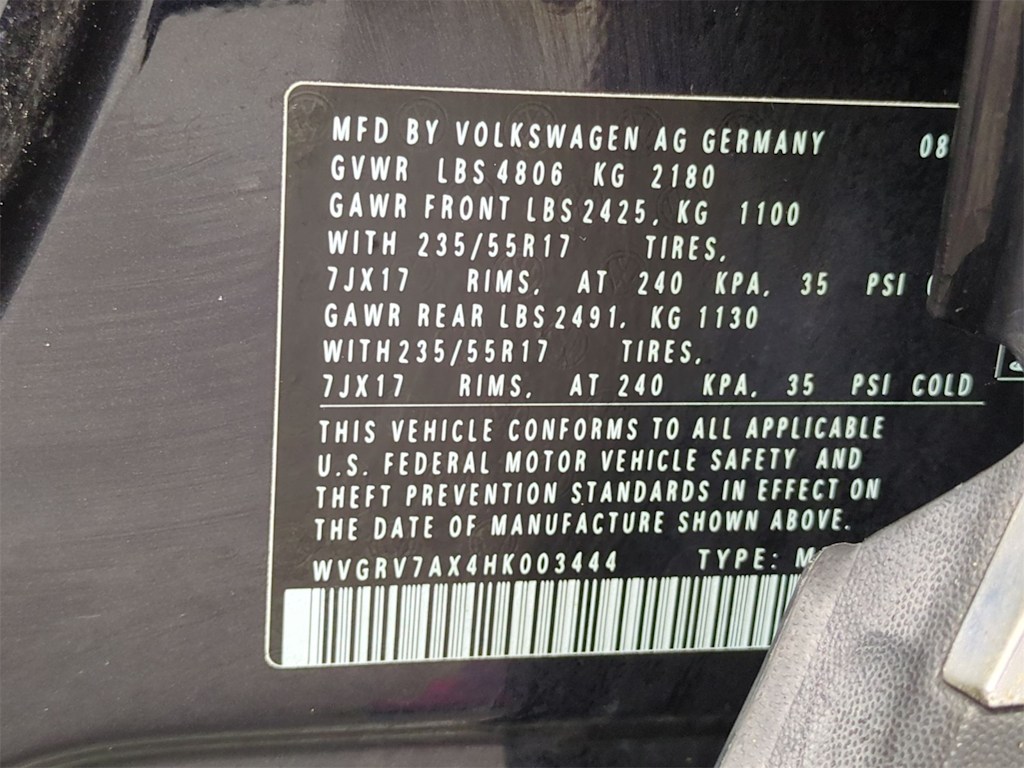 MFD BY VOLKSWAGEN AG GERMANY 08
GVWR LBS 4806 KG 2180
GAWR FRONT LBS 2425, KG 1100
WITH 235/55R17 TIRES,
7JX17 RIMS, AT 240 KPA, 35 PSI
GAWR REAR LBS 2491, KG 1130
WITH 235/55R17 TIRES,
7JX17 RIMS, AT 240 KPA, 35 PSI COLD
THIS VEHICLE CONFORMS TO ALL APPLICABLE
U.S. FEDERAL MOTOR VEHICLE SAFETY AND
THEFT PREVENTION STANDARDS IN EFFECT ON
THE DATE OF MANUFACTURE SHOWN ABOVE.
WVGRV7AX4HK003444 TYPE: